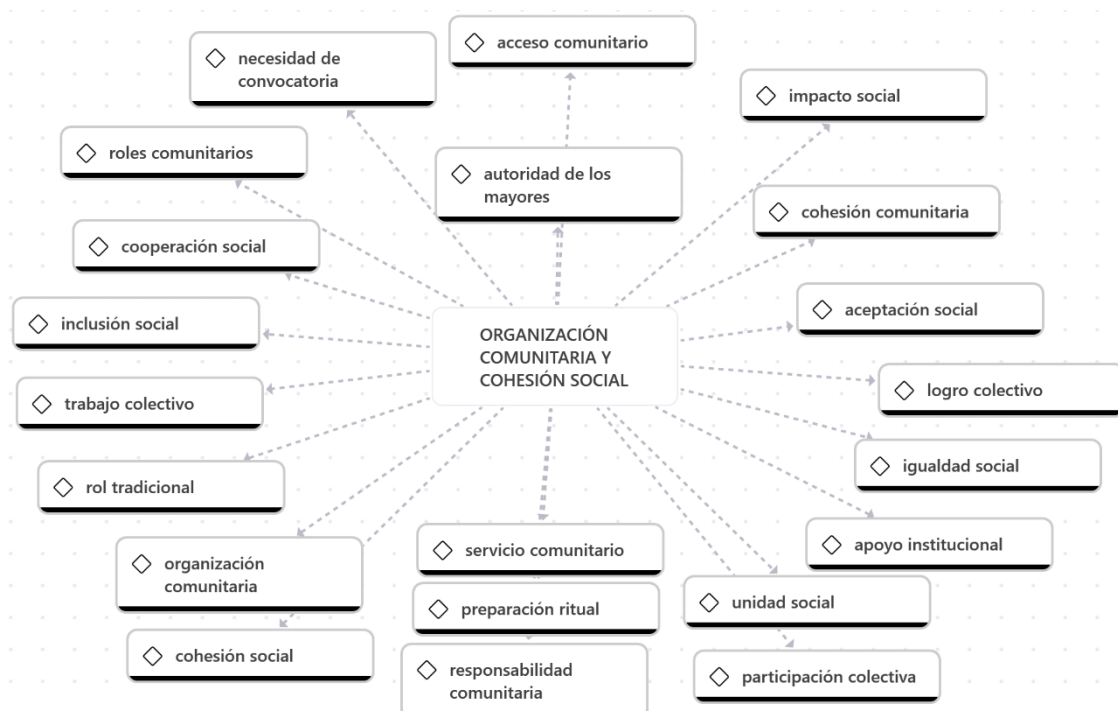 necesidad de
convocatoria
acceso comunitario
impacto social
roles comunitarios
autoridad de los
mayores
cohesión comunitaria
cooperación social
inclusión social
ORGANIZACIÓN
COMUNITARIA Y
COHESIÓN SOCIAL
aceptación social
trabajo colectivo
logro colectivo
rol tradicional
igualdad social
organización
comunitaria
servicio comunitario
apoyo institucional
preparación ritual
unidad social
cohesión social
responsabilidad
comunitaria
participación colectiva